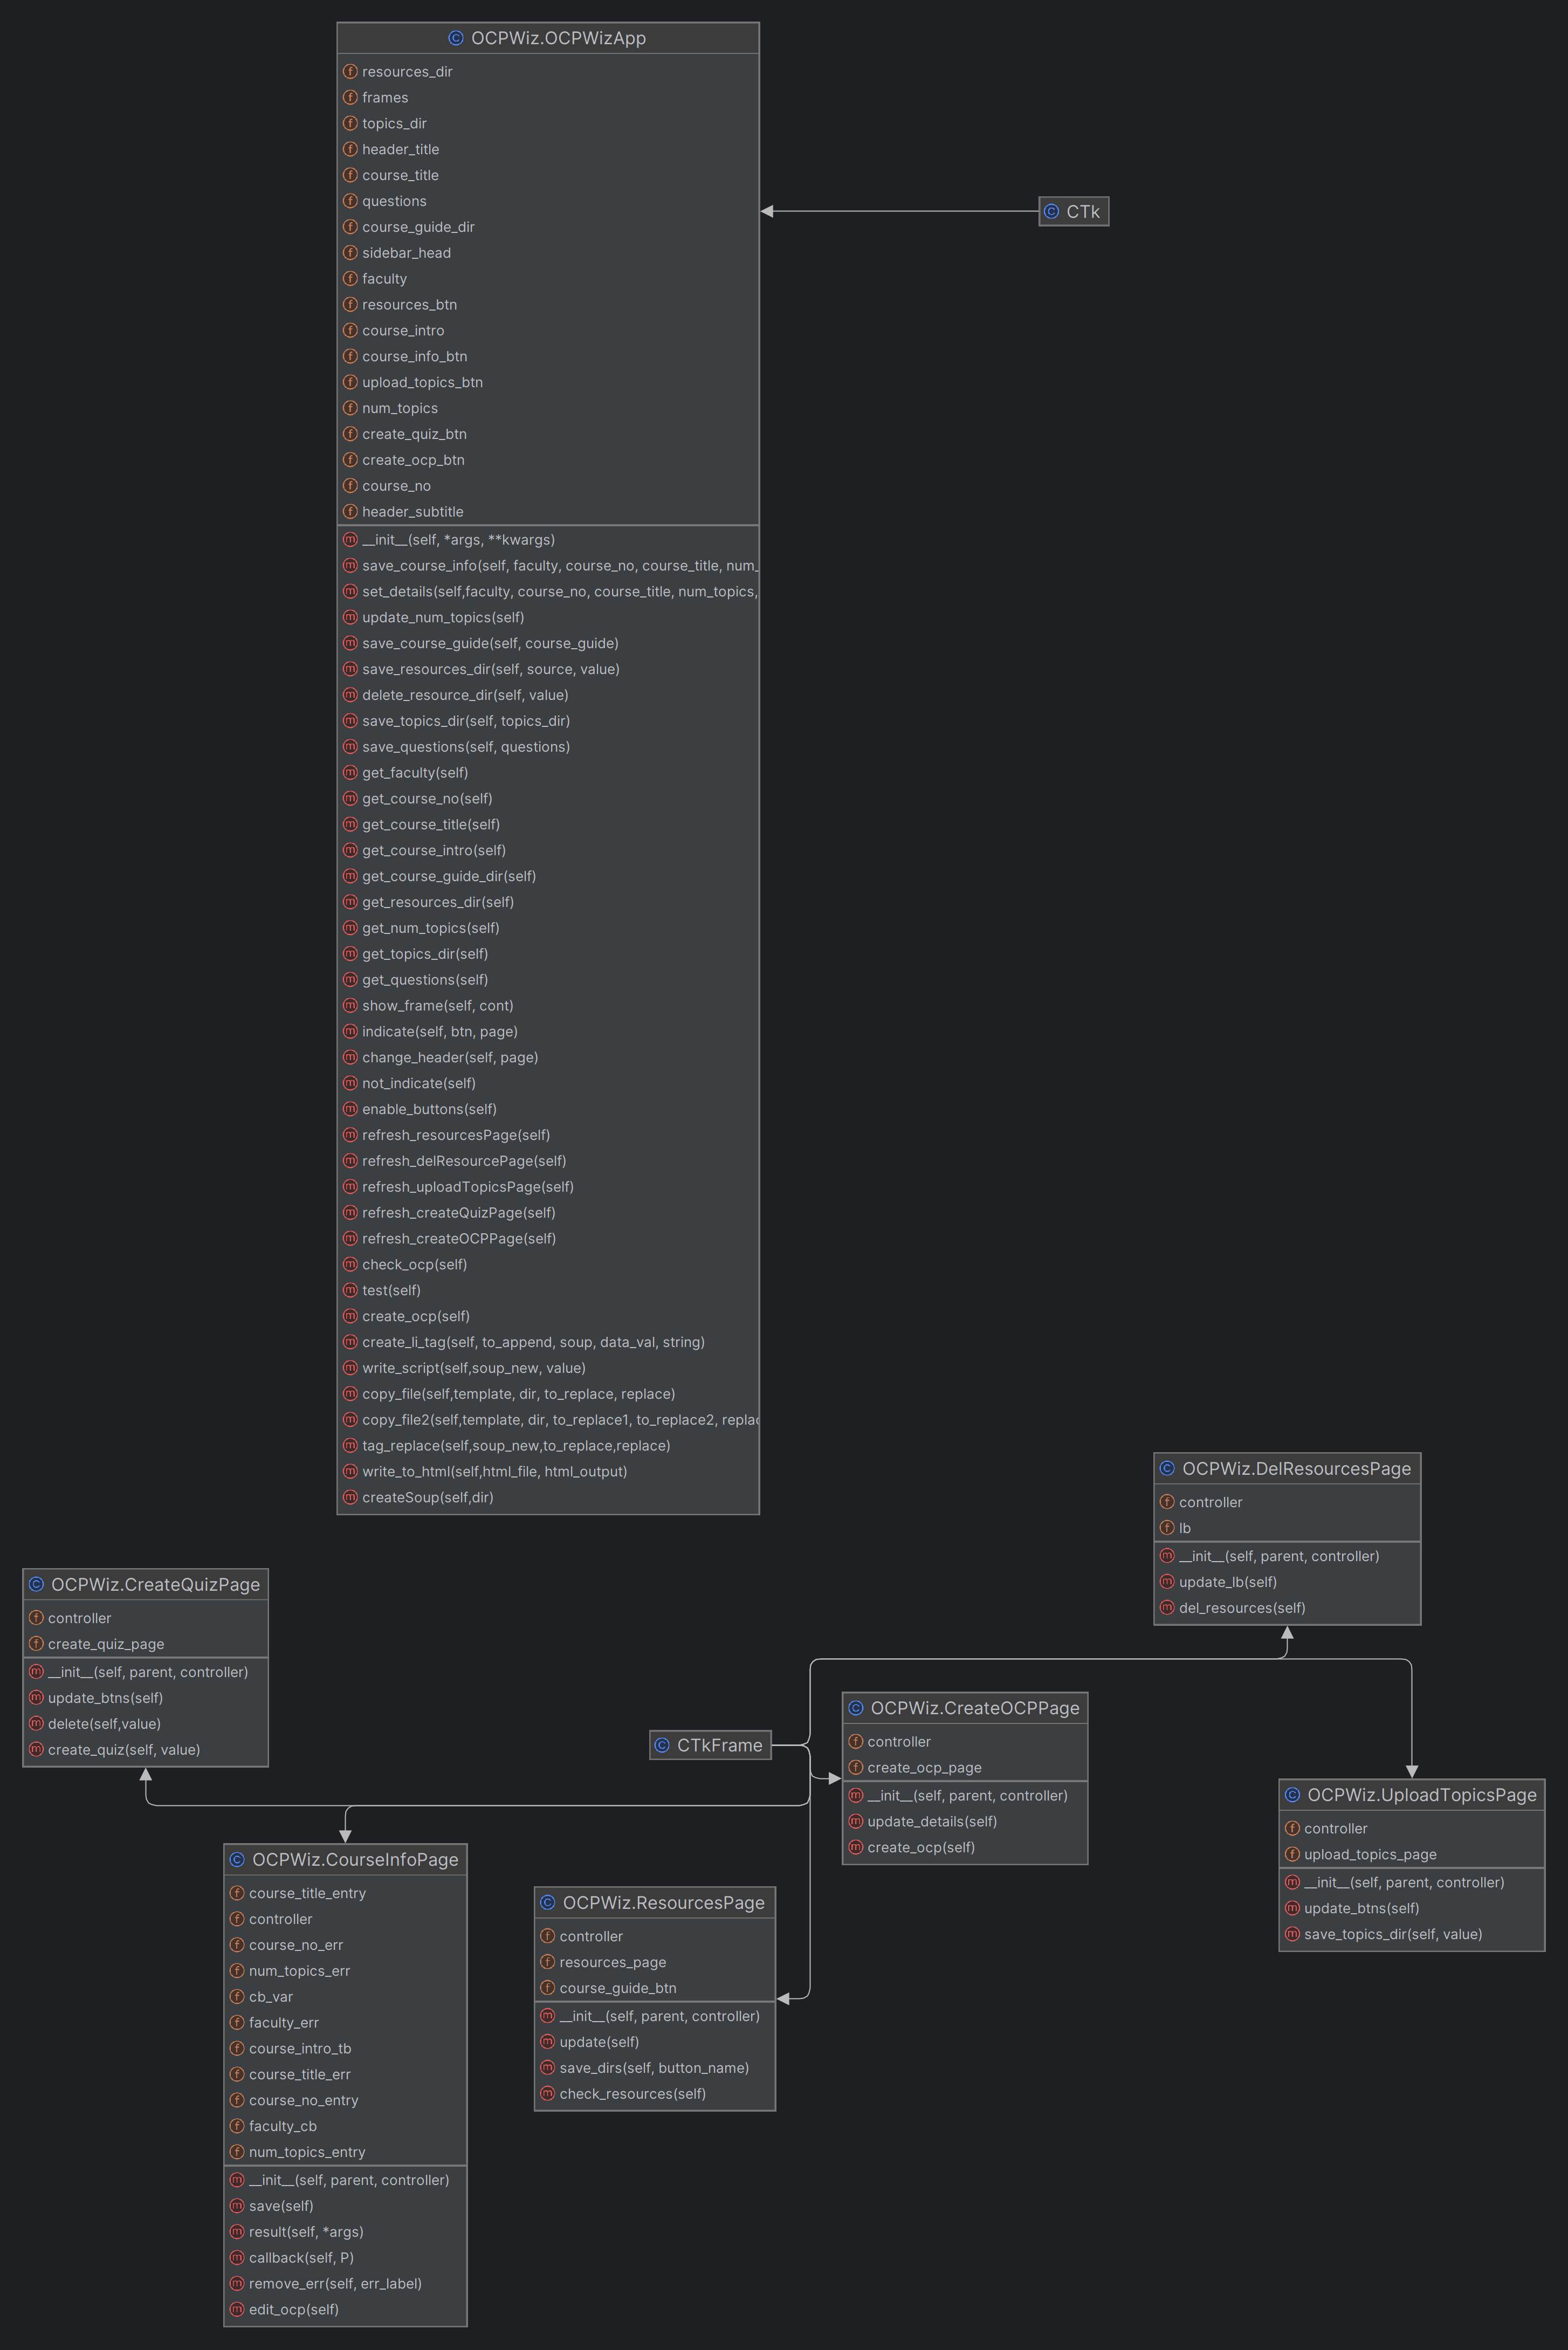 OCPWiz.OCPWizApp
resources_dir
frames
topics_dir
header_title
course_title
questions
course_guide_dir
sidebar_head
faculty
resources_btn
course_intro
course_info_btn
upload_topics_btn
num_topics
create_quiz_btn
create_ocp_btn
course_no
header_subtitle
__init__(self, *args, **kwargs)
save_course_info(self, faculty, course_no, course_title, num_
set_details(self,faculty, course_no, course_title, num_topics,
update_num_topics(self)
save_course_guide(self, course_guide)
save_resources_dir(self, source, value)
delete_resource_dir(self, value)
save_topics_dir(self, topics_dir)
save_questions(self, questions)
get_faculty(self)
get_course_no(self)
get_course_title(self)
get_course_intro(self)
get_course_guide_dir(self)
get_resources_dir(self)
get_num_topics(self)
get_topics_dir(self)
get_questions(self)
show_frame(self, cont)
indicate(self, btn, page)
change_header(self, page)
not_indicate(self)
enable_buttons(self)
refresh_resourcesPage(self)
refresh_delResourcePage(self)
refresh_uploadTopicsPage(self)
refresh_createQuizPage(self)
refresh_createOCPPage(self)
check_ocp(self)
test(self)
create_ocp(self)
create_li_tag(self, to_append, soup, data_val, string)
write_script(self,soup_new, value)
copy_file(self,template, dir, to_replace, replace)
copy_file2(self,template, dir, to_replace1, to_replace2, replac
tag_replace(self,soup_new,to_replace,replace)
write_to_html(self,html_file, html_output)
createSoup(self,dir)
CTk
OCPWiz.DelResourcesPage
controller
lb
__init__(self, parent, controller)
update_lb(self)
del_resources(self)
OCPWiz.CreateQuizPage
controller
create_quiz_page
__init__(self, parent, controller)
update_btns(self)
delete(self,value)
create_quiz(self, value)
CTkFrame
OCPWiz.CreateOCPPage
controller
create_ocp_page
__init__(self, parent, controller)
update_details(self)
create_ocp(self)
OCPWiz.UploadTopicsPage
controller
upload_topics_page
__init__(self, parent, controller)
update_btns(self)
save_topics_dir(self, value)
OCPWiz.CourseInfoPage
course_title_entry
controller
course_no_err
num_topics_err
cb_var
faculty_err
course_intro_tb
course_title_err
course_no_entry
faculty_cb
num_topics_entry
__init__(self, parent, controller)
save(self)
result(self, *args)
callback(self, P)
remove_err(self, err_label)
edit_ocp(self)
OCPWiz.ResourcesPage
controller
resources_page
course_guide_btn
__init__(self, parent, controller)
update(self)
save_dirs(self, button_name)
check_resources(self)